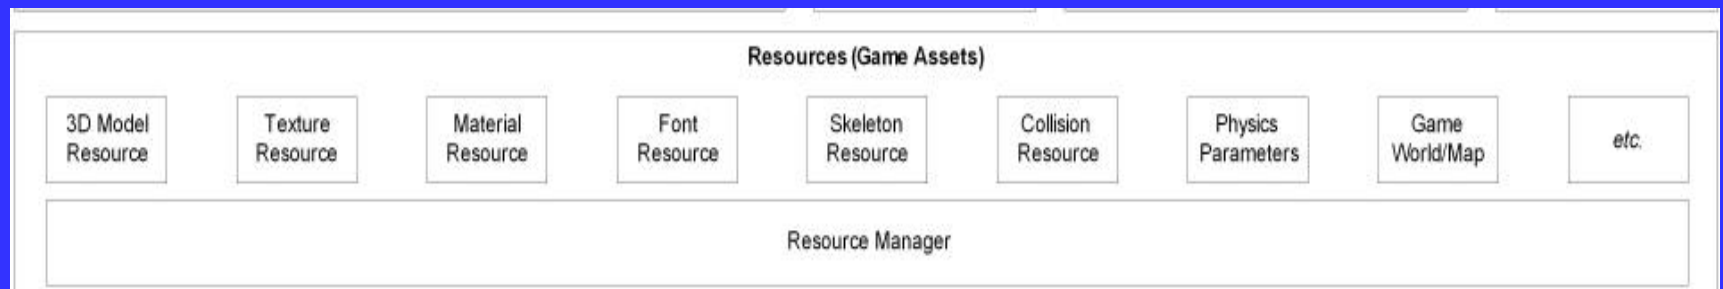 Resources (Game Assets)
3D Model
Resource
Texture
Resource
Material
Resource
Font
Resource
Skeleton
Resource
Collision
Resource
Physics
Parameters
Game
World/Map
etc.
Resource Manager